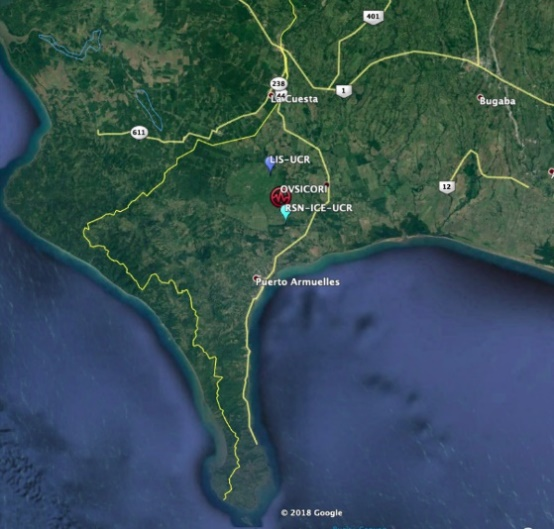 401
238
1
La Cuesta
Bugaba
611
LIS-UCR
12
OVSICORI
RSN-ICE-UCR
Puerto Armuelles
© 2018 Google